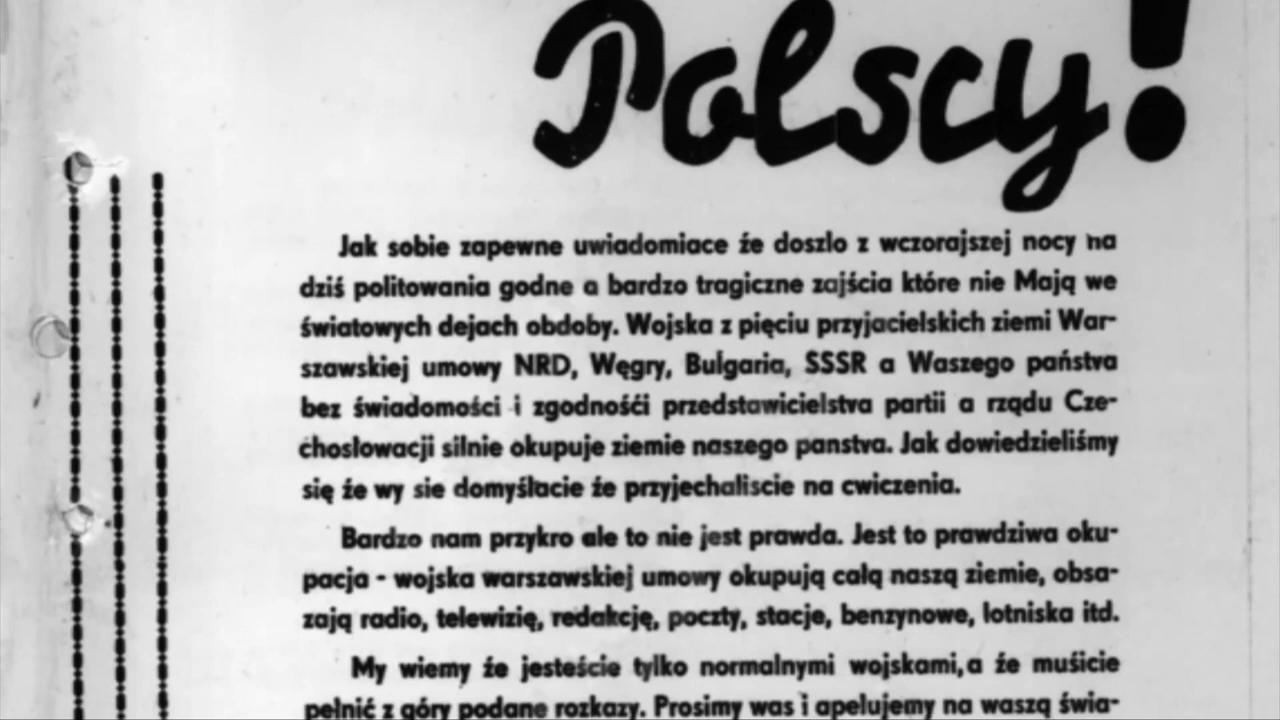 Polscy!
Jak sobie zapewne uwiadomiace że doszlo z wczorajszej nocy na
dziś politowania godne a bardzo tragiczne zajścia które nie Mają we
światowych dejach obdoby. Wojska z pięciu przyjacielskich ziemi War-
szawskiej umowy NRD, Węgry, Bulgaria, SSSR a Waszego państva
bez świadomości i zgodnośći przedstawicielstva partii a rządu Cze-
choslowacji silnie okupuje ziemie naszego panstva. Jak dowiedzieliśmy
się że wy sie domyślacie że przyjechaliscie na cwiczenia.
Bardzo nam przykro ale to nie jest prawda. Jest to prawdziwa oku-
pacja - wojska warszawskiej umowy okupują calą naszą ziemie, obsa-
zają radio, telewizię, redakcję, poczty, stacje, benzynowe, lotniska itd.
My wiemy że jesteście tylko normalnymi wojskami, a że muśicie
pełnić z góry podane rozkazy. Prosimy was i apelujemy na waszą świa-